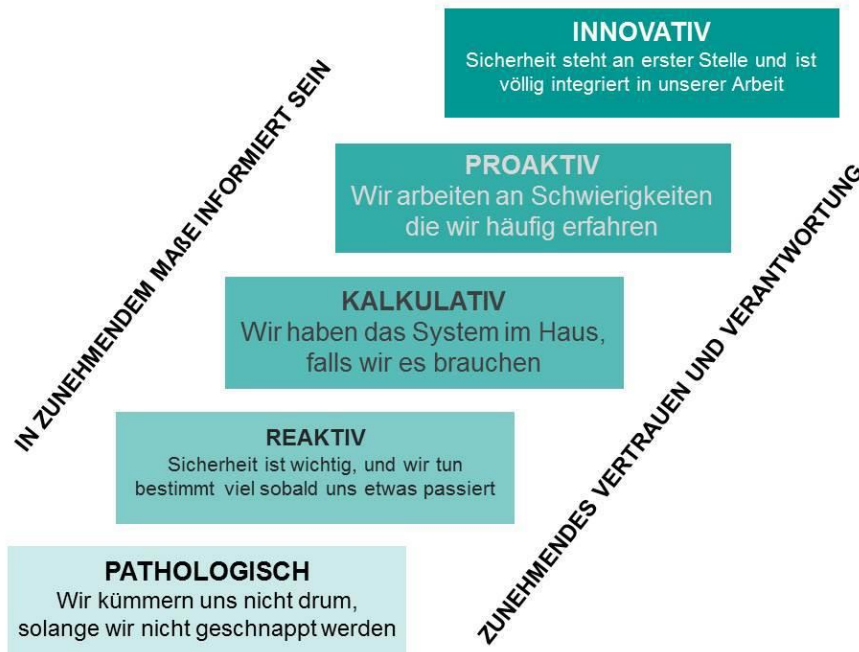 INNOVATIV
Sicherheit steht an erster Stelle und ist
völlig integriert in unserer Arbeit
IN ZUNEHMENDEM MAßE INFORMIERT SEIN
PROAKTIV
Wir arbeiten an Schwierigkeiten
die wir häufig erfahren
ZUNEHMENDES VERTRAUEN UND VERANTWORTUNG
KALKULATIV
Wir haben das System im Haus,
falls wir es brauchen
REAKTIV
Sicherheit ist wichtig, und wir tun
bestimmt viel sobald uns etwas passiert
PATHOLOGISCH
Wir kümmern uns nicht drum,
solange wir nicht geschnappt werden